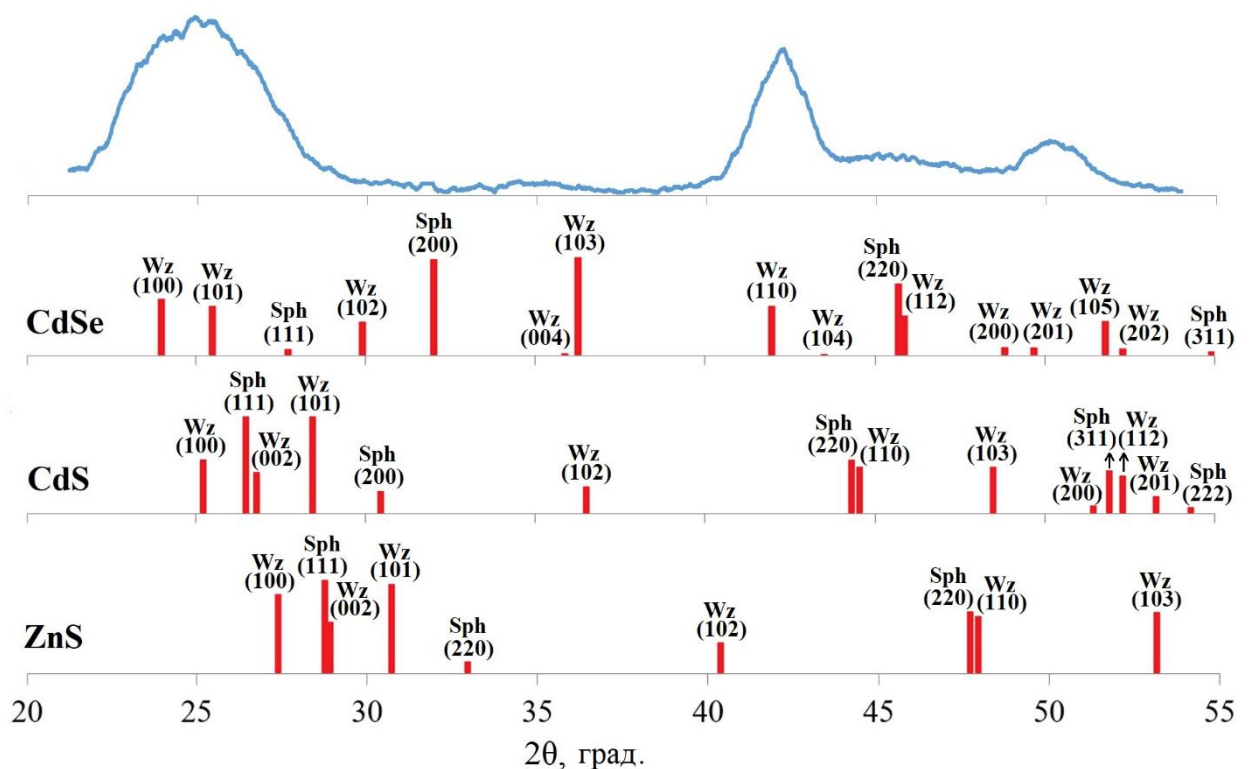 Sph
(200)
Wz
(103)
Wz
(100)
Wz
(101)
Sph
(111)
Wz
(102)
Wz
(004)
Wz
(110)
Wz
(104)
Sph
(220)
Wz
(112)
Wz
(200)
Wz
(201)
Wz
(105)
Wz
(202)
Sph
(311)
CdSe
Wz
(100)
Sph
(111)
Wz
(002)
Wz
(101)
Sph
(200)
Wz
(102)
Sph
(220)
Wz
(110)
Wz
(103)
Wz
(200)
Sph
(311)
Wz
(112)
Wz
(201)
Sph
(222)
CdS
Wz
(100)
Sph
(111)
Wz
(002)
Wz
(101)
Sph
(220)
Wz
(102)
Sph
(220)
Wz
(110)
Wz
(103)
ZnS
20 25 30 35 40 45 50 55
2θ, град.